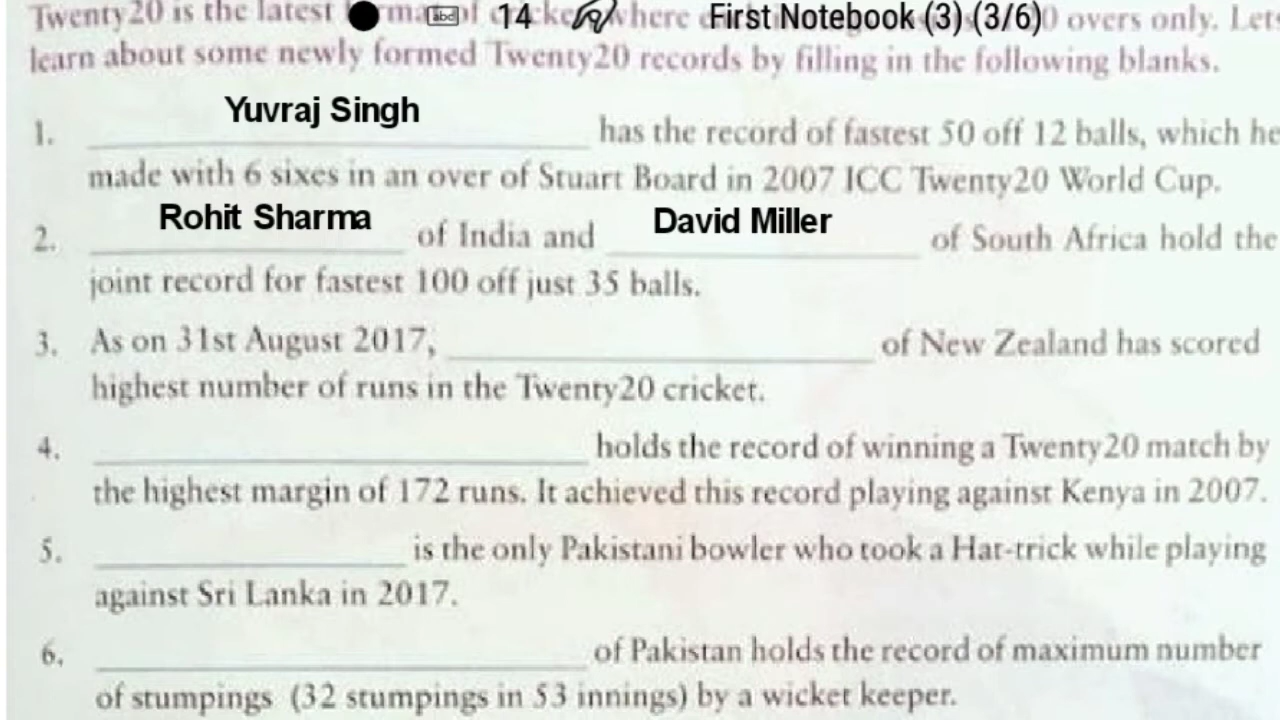 Twenty20 is the latest where 0 overs only. Lets
abc 14 First Notebook (3) (3/6)
learn about some newly formed Twenty20 records by filling in the following blanks.
Yuvraj Singh
1. has the record of fastest 50 off 12 balls, which he
made with 6 sixes in an over of Stuart Board in 2007 ICC Twenty20 World Cup.
Rohit Sharma David Miller
2. of India and of South Africa hold the
joint record for fastest 100 off just 35 balls.
3. As on 31st August 2017, of New Zealand has scored
highest number of runs in the Twenty20 cricket.
4. holds the record of winning a Twenty20 match by
the highest margin of 172 runs. It achieved this record playing against Kenya in 2007.
5. is the only Pakistani bowler who took a Hat-trick while playing
against Sri Lanka in 2017.
6. of Pakistan holds the record of maximum number
of stumpings (32 stumpings in 53 innings) by a wicket keeper.